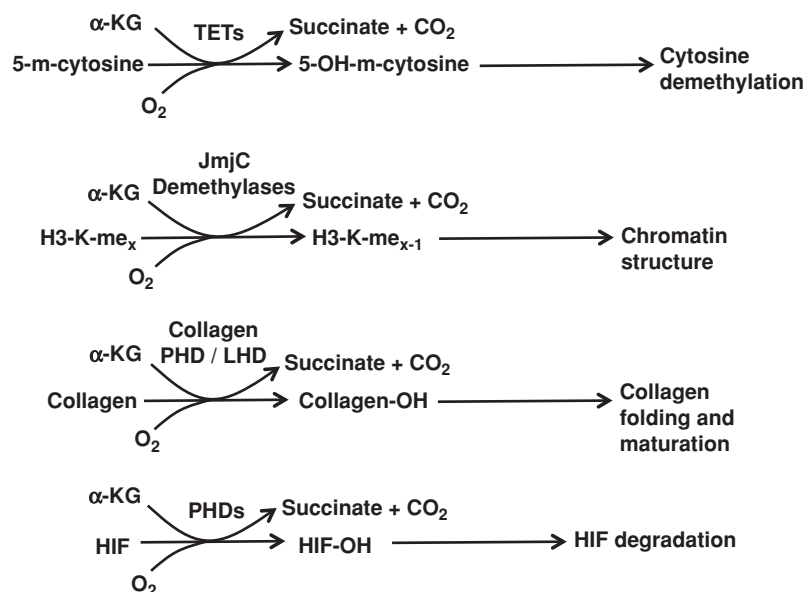 α-KG TETs Succinate + CO2
5-m-cytosine 5-OH-m-cytosine Cytosine
demethylation
O2
JmjC
Demethylases
α-KG Succinate + CO2
H3-K-mex H3-K-mex-1 Chromatin
structure
O2
Collagen
PHD / LHD
α-KG Succinate + CO2
Collagen Collagen-OH Collagen
folding and
maturation
O2
α-KG PHDs Succinate + CO2
HIF HIF-OH HIF degradation
O2